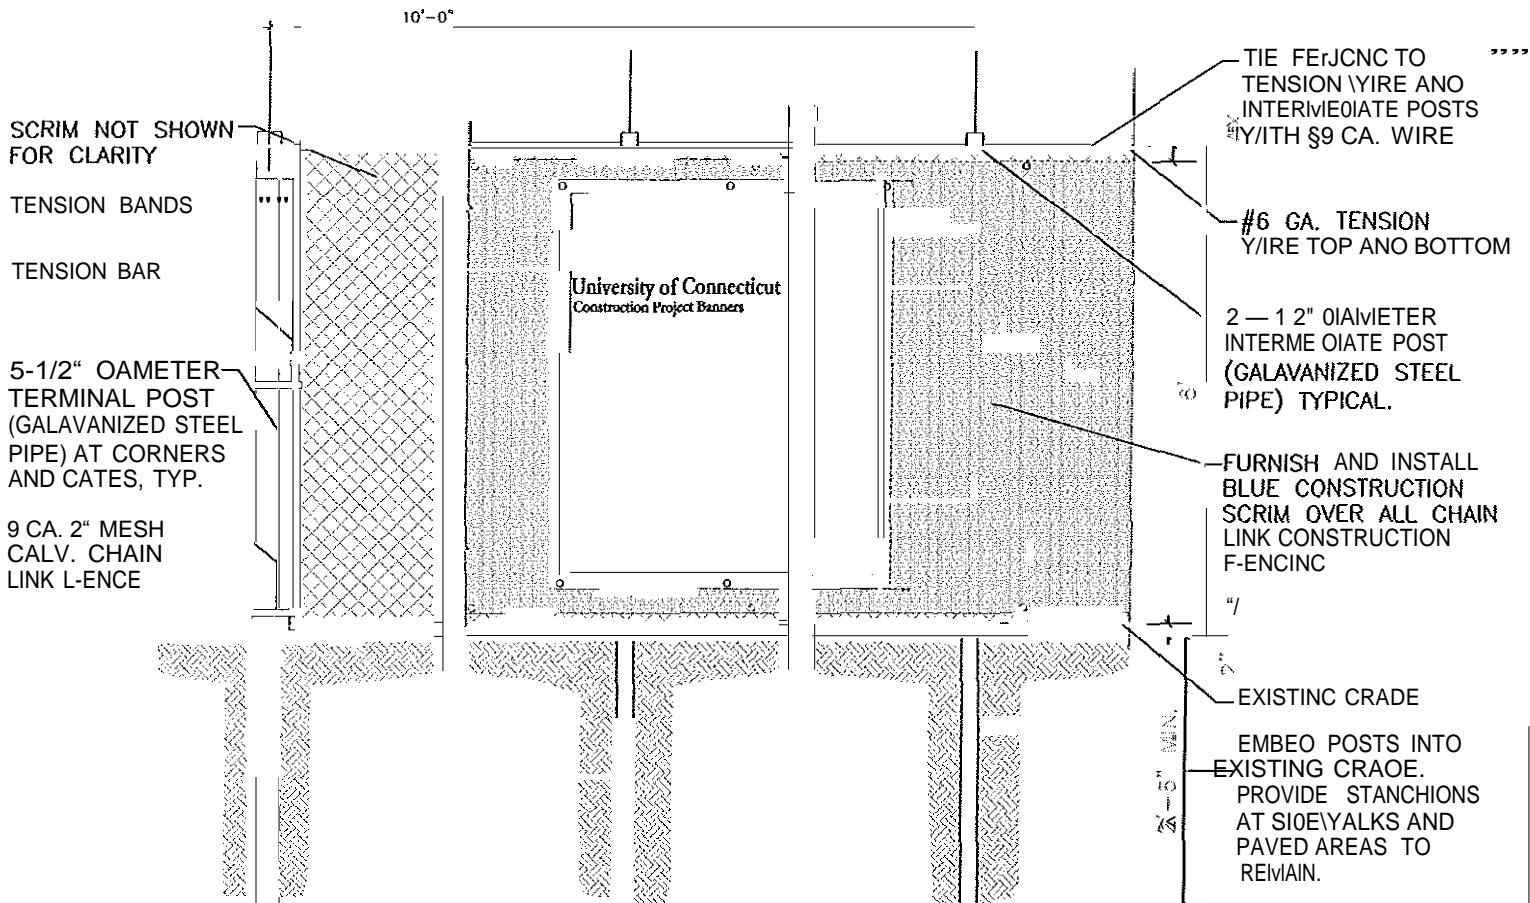 10'-0"
SCRIM NOT SHOWN
FOR CLARITY
TENSION BANDS
TENSION BAR
5-1/2“ OAMETER
TERMINAL POST
(GALAVANIZED STEEL
PIPE) AT CORNERS
AND CATES, TYP.
9 CA. 2“ MESH
CALV. CHAIN
LINK L-ENCE
University of Connecticut
Construction Project Banners
TIE FErJCNC TO
TENSION \YIRE ANO
INTERlvlE0lATE POSTS
"Y/ITH §9 CA. WIRE
#6 GA. TENSION
Y/IRE TOP ANO BOTTOM
2 — 1 2" 0lAlvlETER
INTERME OIATE POST
(GALAVANIZED STEEL
PIPE) TYPICAL.
8'
FURNISH AND INSTALL
BLUE CONSTRUCTION
SCRIM OVER ALL CHAIN
LINK CONSTRUCTION
F-ENCINC
“/
EXISTINC CRADE
EMBEO POSTS INTO
EXISTING CRAOE.
PROVIDE STANCHIONS
AT SI0E\YALKS AND
PAVED AREAS TO
RElvlAIN.
MIN.